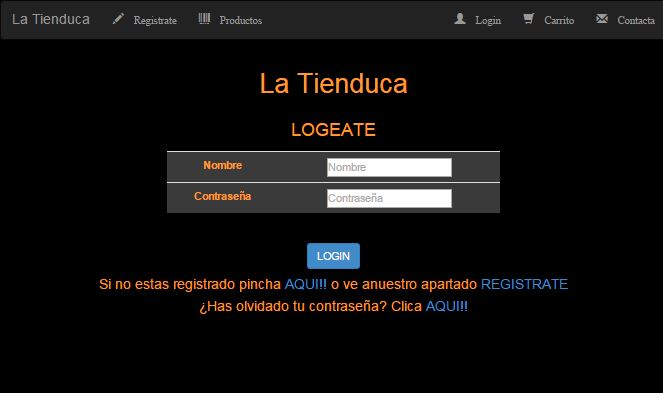 La Tienduca Registrate Productos Login Carrito Contacta
La Tienduca
LOGEATE
Nombre Nombre
Contraseña Contraseña
LOGIN
Si no estas registrado pincha AQUI!! o ve anuestro apartado REGISTRATE
¿Has olvidado tu contraseña? Clica AQUI!!